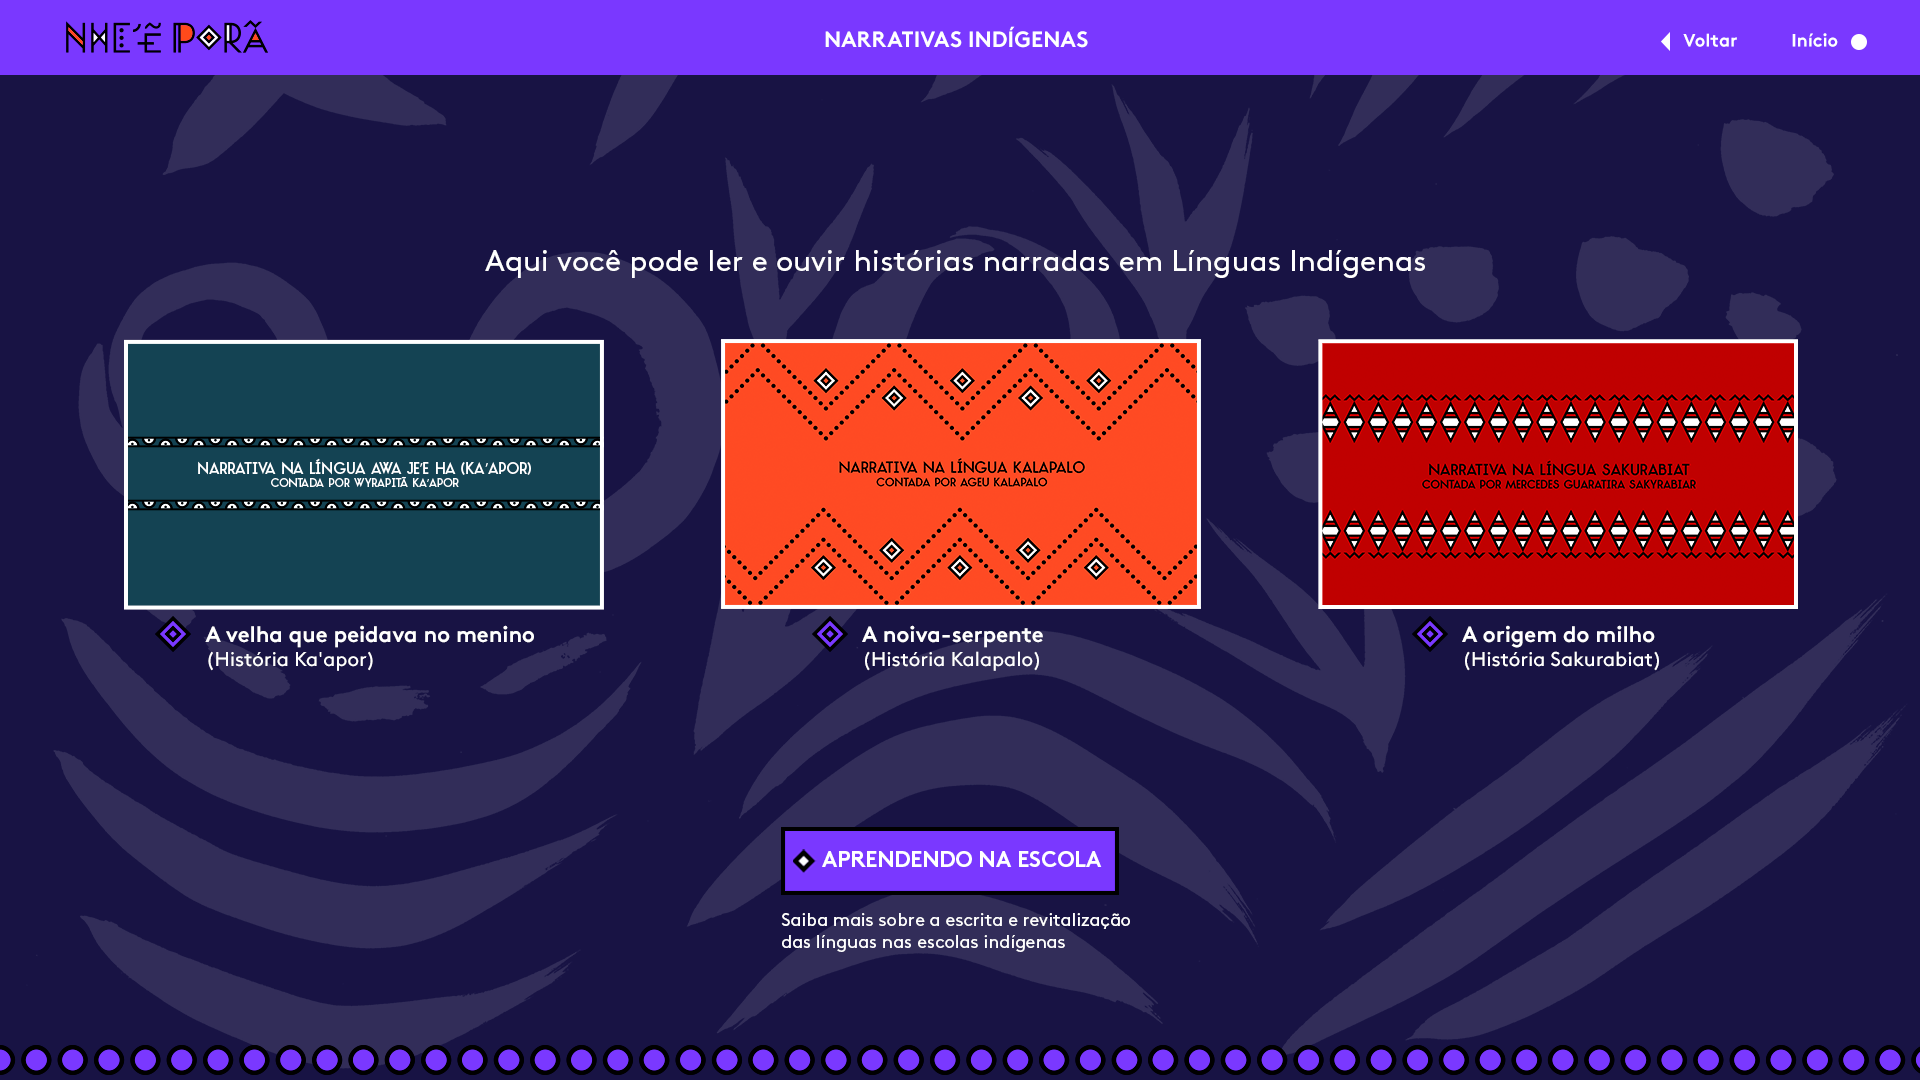 NHE'Ẽ PORÃ
NARRATIVAS INDÍGENAS
Voltar
Início
Aqui você pode ler e ouvir histórias narradas em Línguas Indígenas
NARRATIVA NA LÍNGUA AWA JE'E HA (KA'APOR)
CONTADA POR WYRAPITÃ KA'APOR
A velha que peidava no menino
(História Ka'apor)
NARRATIVA NA LÍNGUA KALAPALO
CONTADA POR AGEU KALAPALO
A noiva-serpente
(História Kalapalo)
NARRATIVA NA LÍNGUA SAKURABIAT
CONTADA POR MERCEDES GUARATIRA SAKYRABIAR
A origem do milho
(História Sakurabiat)
APRENDENDO NA ESCOLA
Saiba mais sobre a escrita e revitalização
das línguas nas escolas indígenas